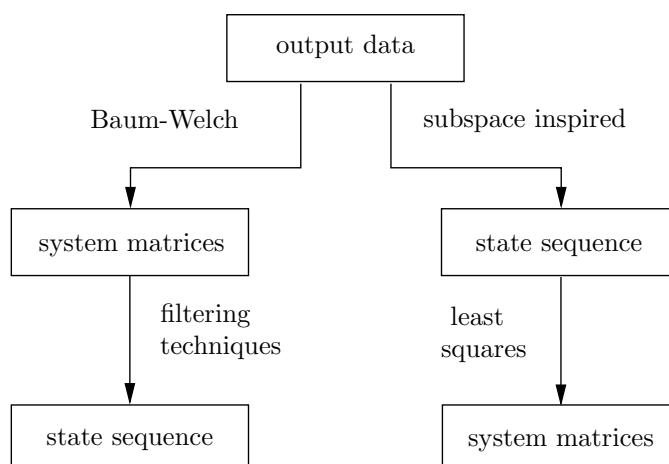 output data
Baum-Welch
subspace inspired
system matrices
state sequence
filtering
techniques
least
squares
state sequence
system matrices